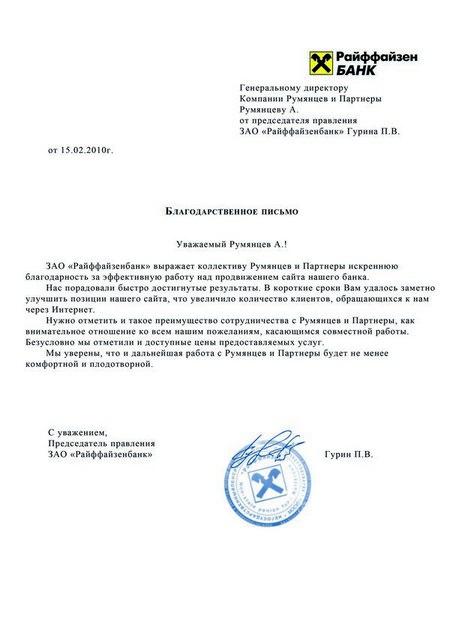 Райффайзен
БАНК
Генеральному директору
Компании Румянцев и Партнеры
Румянцеву А.
от председателя правления
ЗАО «Райффайзенбанк» Гурина П.В.
от 15.02.2010г.
Благодарственное письмо
Уважаемый Румянцев А.!
ЗАО «Райффайзенбанк» выражает коллективу Румянцев и Партнеры искреннюю
благодарность за эффективную работу над продвижением сайта нашего банка.
Нас порадовали быстро достигнутые результаты. В короткие сроки Вам удалось заметно
улучшить позиции нашего сайта, что увеличило количество клиентов, обращающихся к нам
через Интернет.
Нужно отметить и такое преимущество сотрудничества с Румянцев и Партнеры, как
внимательное отношение ко всем нашим пожеланиям, касающимся совместной работы.
Безусловно мы отметили и доступные цены предоставляемых услуг.
Мы уверены, что и дальнейшая работа с Румянцев и Партнеры будет не менее
комфортной и плодотворной.
С уважением,
Председатель правления
ЗАО «Райффайзенбанк»
Гурин П.В.